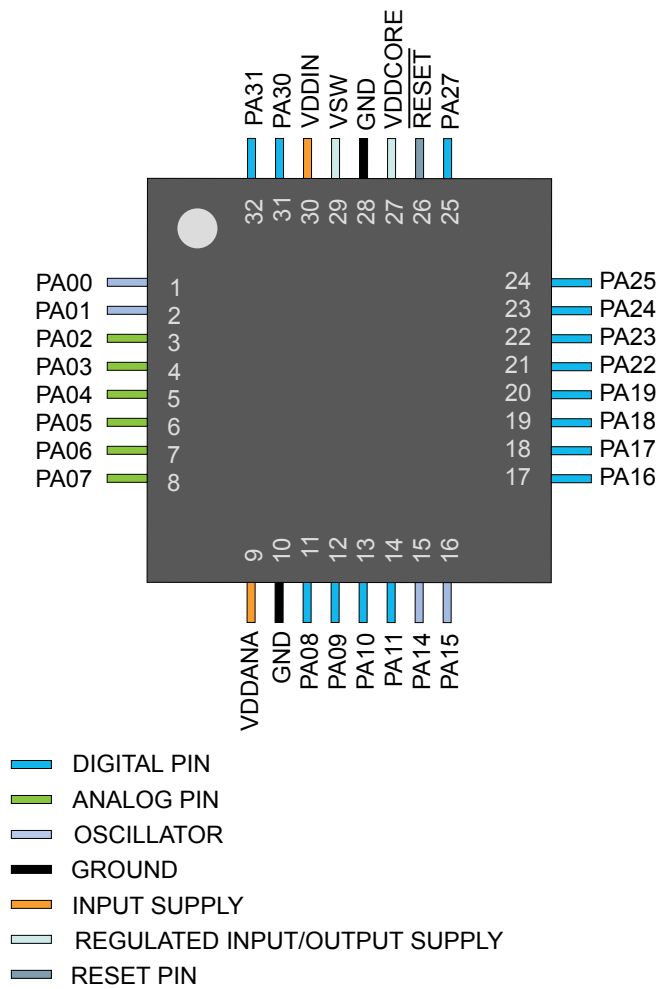 PA31
PA30
VDDIN
VSW
GND
VDDCORE
RESET
PA27
32
31
30
29
28
27
26
25
PA00 1
PA01 2
PA02 3
PA03 4
PA04 5
PA05 6
PA06 7
PA07 8
24 PA25
23 PA24
22 PA23
21 PA22
20 PA19
19 PA18
18 PA17
17 PA16
9
10
11
12
13
14
15
16
VDDANA
GND
PA08
PA09
PA10
PA11
PA14
PA15
DIGITAL PIN
ANALOG PIN
OSCILLATOR
GROUND
INPUT SUPPLY
REGULATED INPUT/OUTPUT SUPPLY
RESET PIN